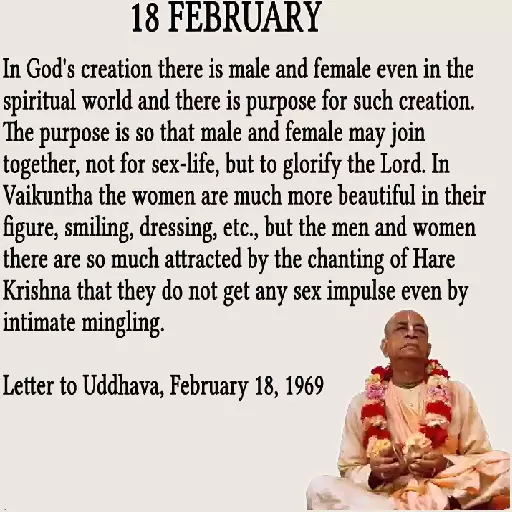 18 FEBRUARY
In God's creation there is male and female even in the
spiritual world and there is purpose for such creation.
The purpose is so that male and female may join
together, not for sex-life, but to glorify the Lord. In
Vaikuntha the women are much more beautiful in their
figure, smiling, dressing, etc., but the men and women
there are so much attracted by the chanting of Hare
Krishna that they do not get any sex impulse even by
intimate mingling.
Letter to Uddhava, February 18, 1969